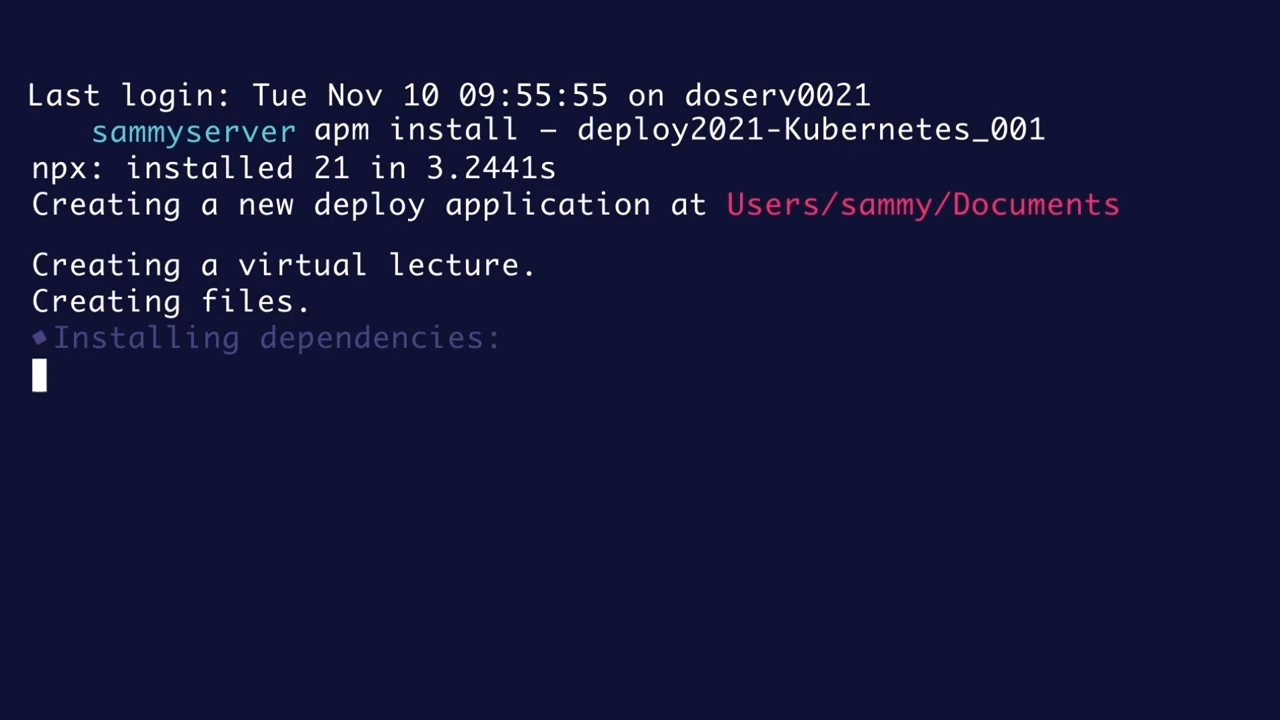 Last login: Tue Nov 10 09:55:55 on doserv0021
sammyserver apm install – deploy2021-Kubernetes_001
npx: installed 21 in 3.2441s
Creating a new deploy application at Users/sammy/Documents
Creating a virtual lecture.
Creating files.
Installing dependencies: